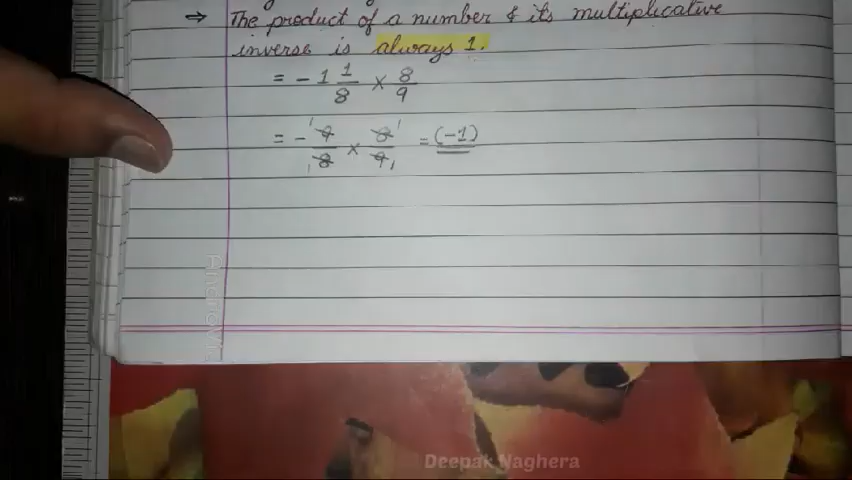 ⇒ The product of a number & its multiplicative
inverse is always 1.
= -1 1/8 × 8/9
= - 9/8 × 8/9 = (-1)
Deepak Naghera